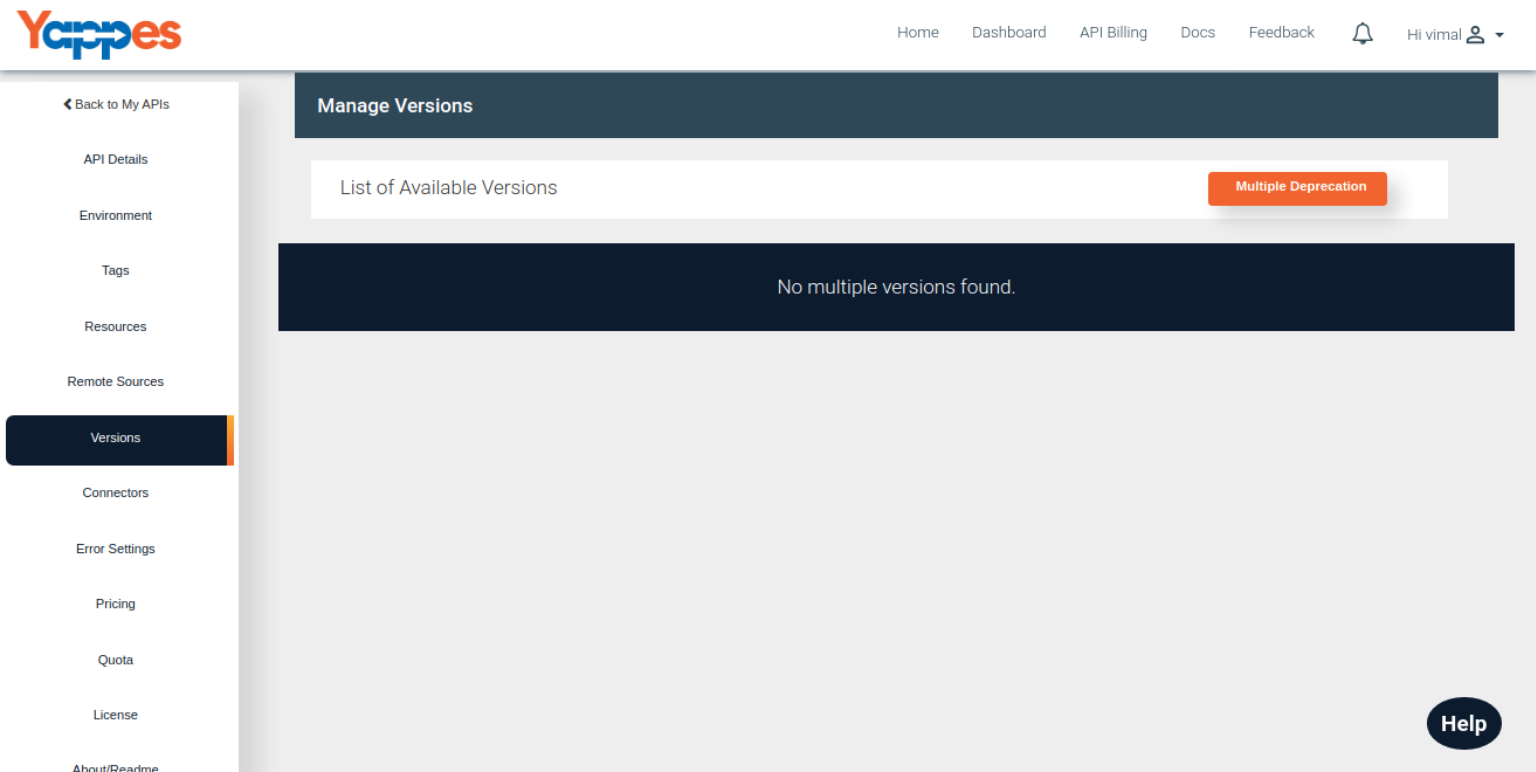 Yappes
Home Dashboard API Billing Docs Feedback Hi vimal
Back to My APIs
API Details
Environment
Tags
Resources
Remote Sources
Versions
Connectors
Error Settings
Pricing
Quota
License
About/Readme
Manage Versions
List of Available Versions
Multiple Deprecation
No multiple versions found.
Help